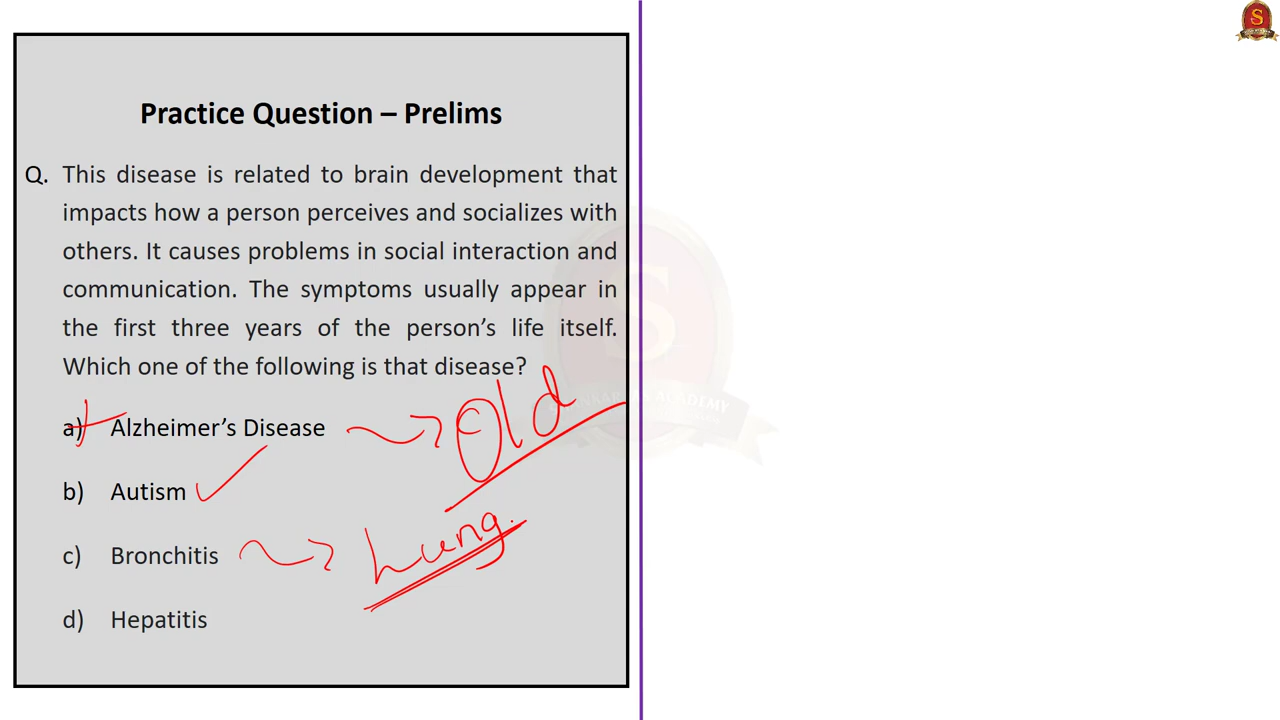 S
Practice Question – Prelims
Q. This disease is related to brain development that
impacts how a person perceives and socializes with
others. It causes problems in social interaction and
communication. The symptoms usually appear in
the first three years of the person's life itself.
Which one of the following is that disease?
a) Alzheimer's Disease Old
b) Autism
c) Bronchitis Lung
d) Hepatitis
S
ACADEMY